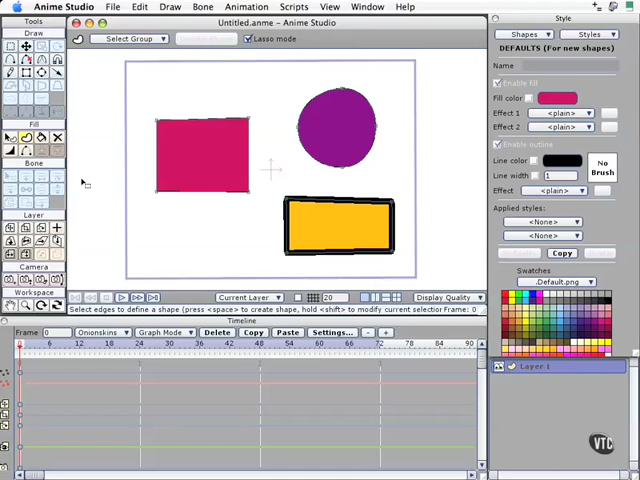 Anime Studio File Edit Draw Bone Animation Scripts View Window Help
Tools
Untitled.anme - Anime Studio
Style
Draw
Select Group
Lasso mode
Shapes
Styles
DEFAULTS (For new shapes)
Name
Enable fill
Fill color
Effect 1 <plain>
Fill
Effect 2 <plain>
Enable outline
Line color
No Brush
Bone
Line width 1
Effect <plain>
Applied styles
Layer
<None>
<None>
Copy
Camera
Swatches
.Default.png
Workspace
Current Layer
20
Display Quality
Select edges to define a shape (press <space> to create shape, hold <shift> to modify current selection
Frame: 0
Timeline
Frame 0
Onionskins
Graph Mode
Delete
Copy
Paste
Settings...
-
+
0 6 12 18 24 30 36 42 48 54 60 66 72 78 84 90
Layer 1
VTC